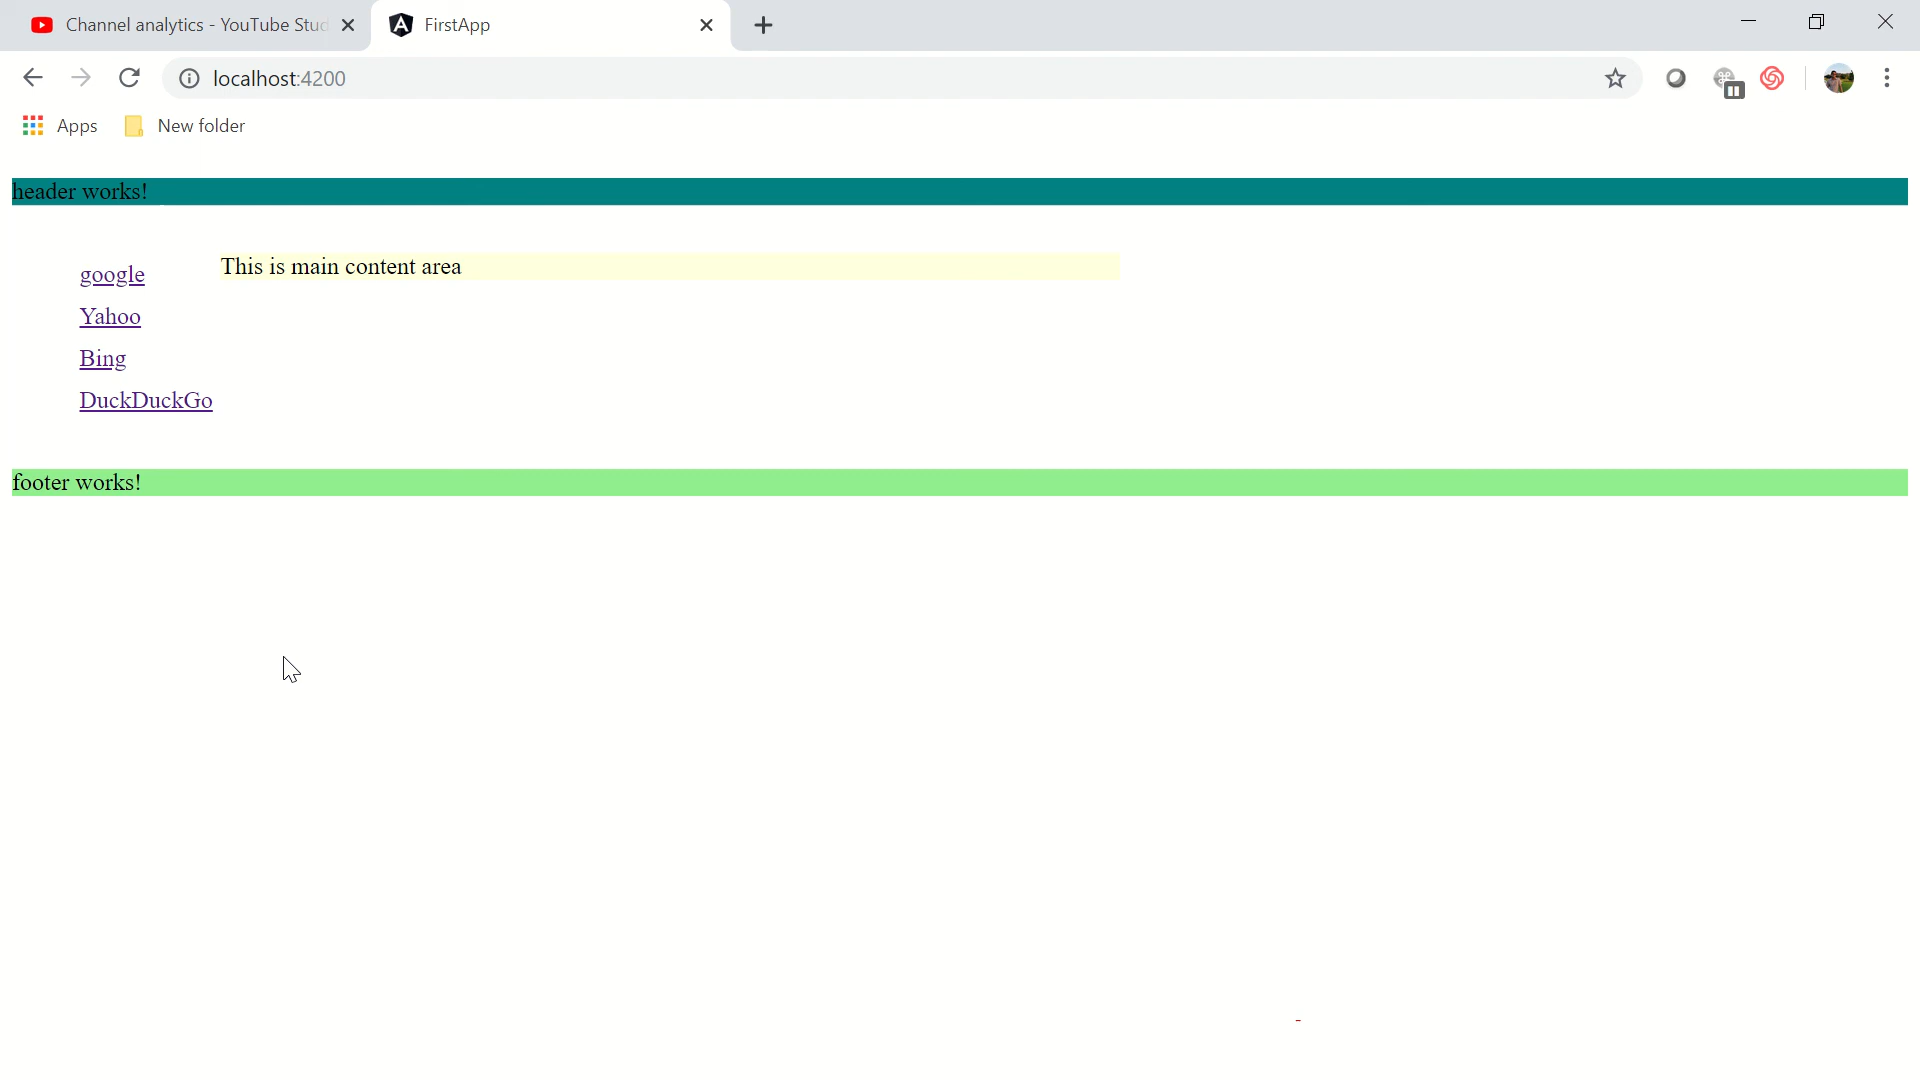 Channel analytics - YouTube Stud
FirstApp
localhost:4200
Apps
New folder
header works!
google
This is main content area
Yahoo
Bing
DuckDuckGo
footer works!